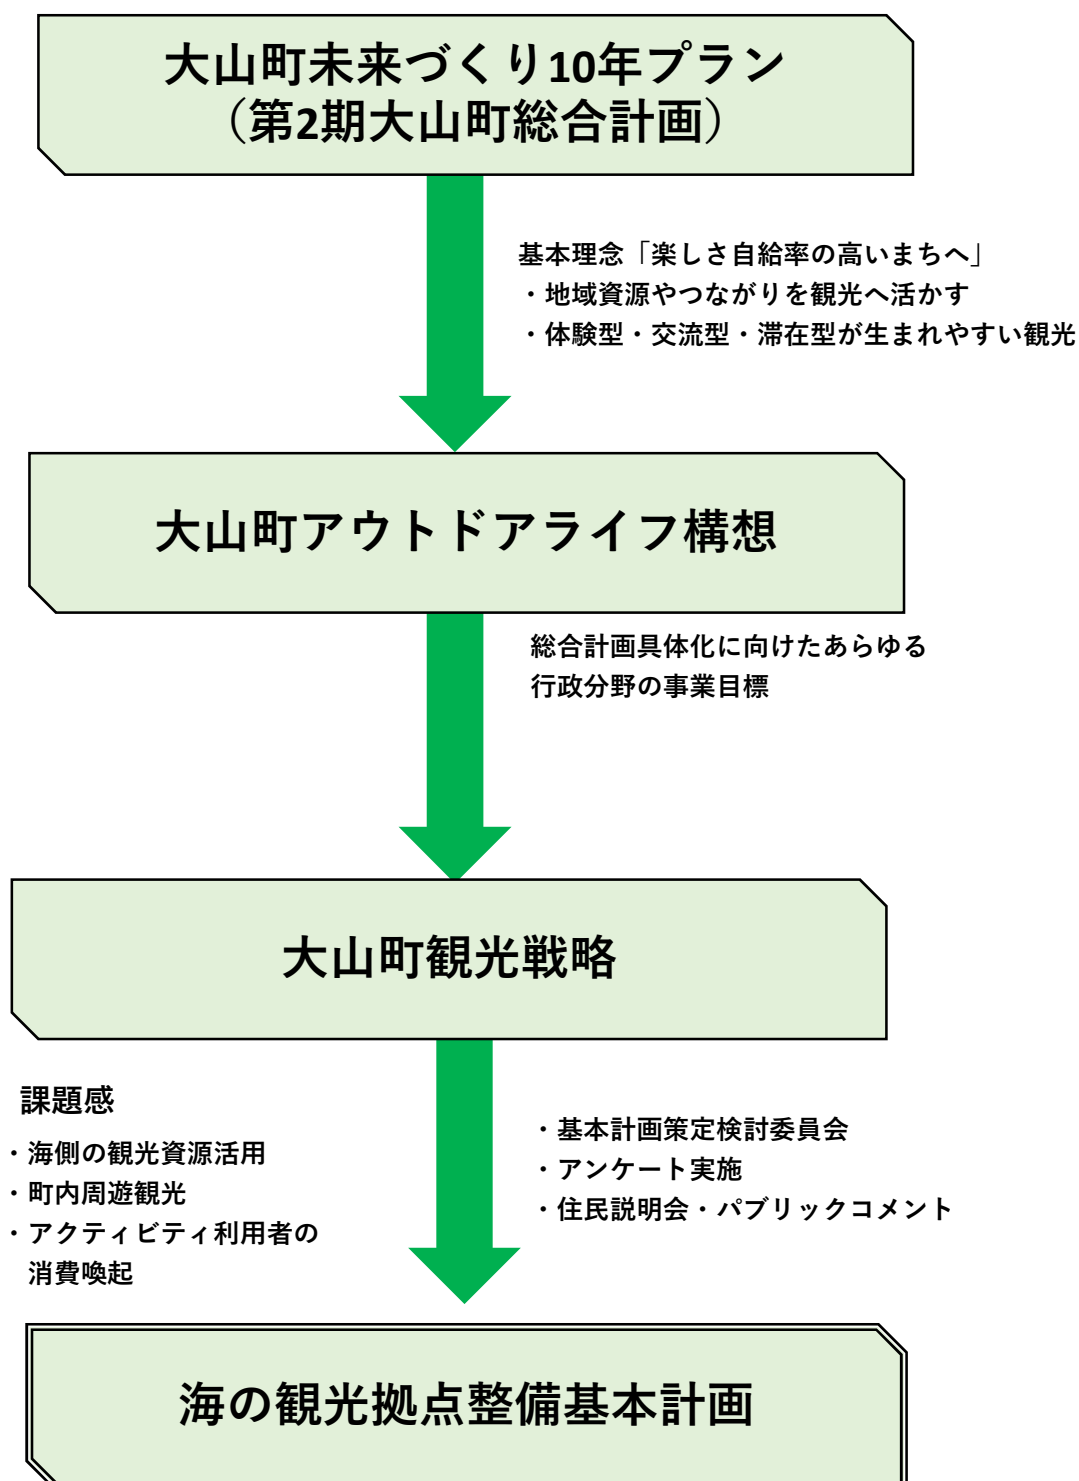 大山町未来づくり10年プラン
（第2期大山町総合計画）
基本理念「楽しさ自給率の高いまちへ」
・地域資源やつながりを観光へ活かす
・体験型・交流型・滞在型が生まれやすい観光
大山町アウトドアライフ構想
総合計画具体化に向けたあらゆる
行政分野の事業目標
大山町観光戦略
課題感
・海側の観光資源活用
・町内周遊観光
・アクティビティ利用者の
消費喚起
・基本計画策定検討委員会
・アンケート実施
・住民説明会・パブリックコメント
海の観光拠点整備基本計画